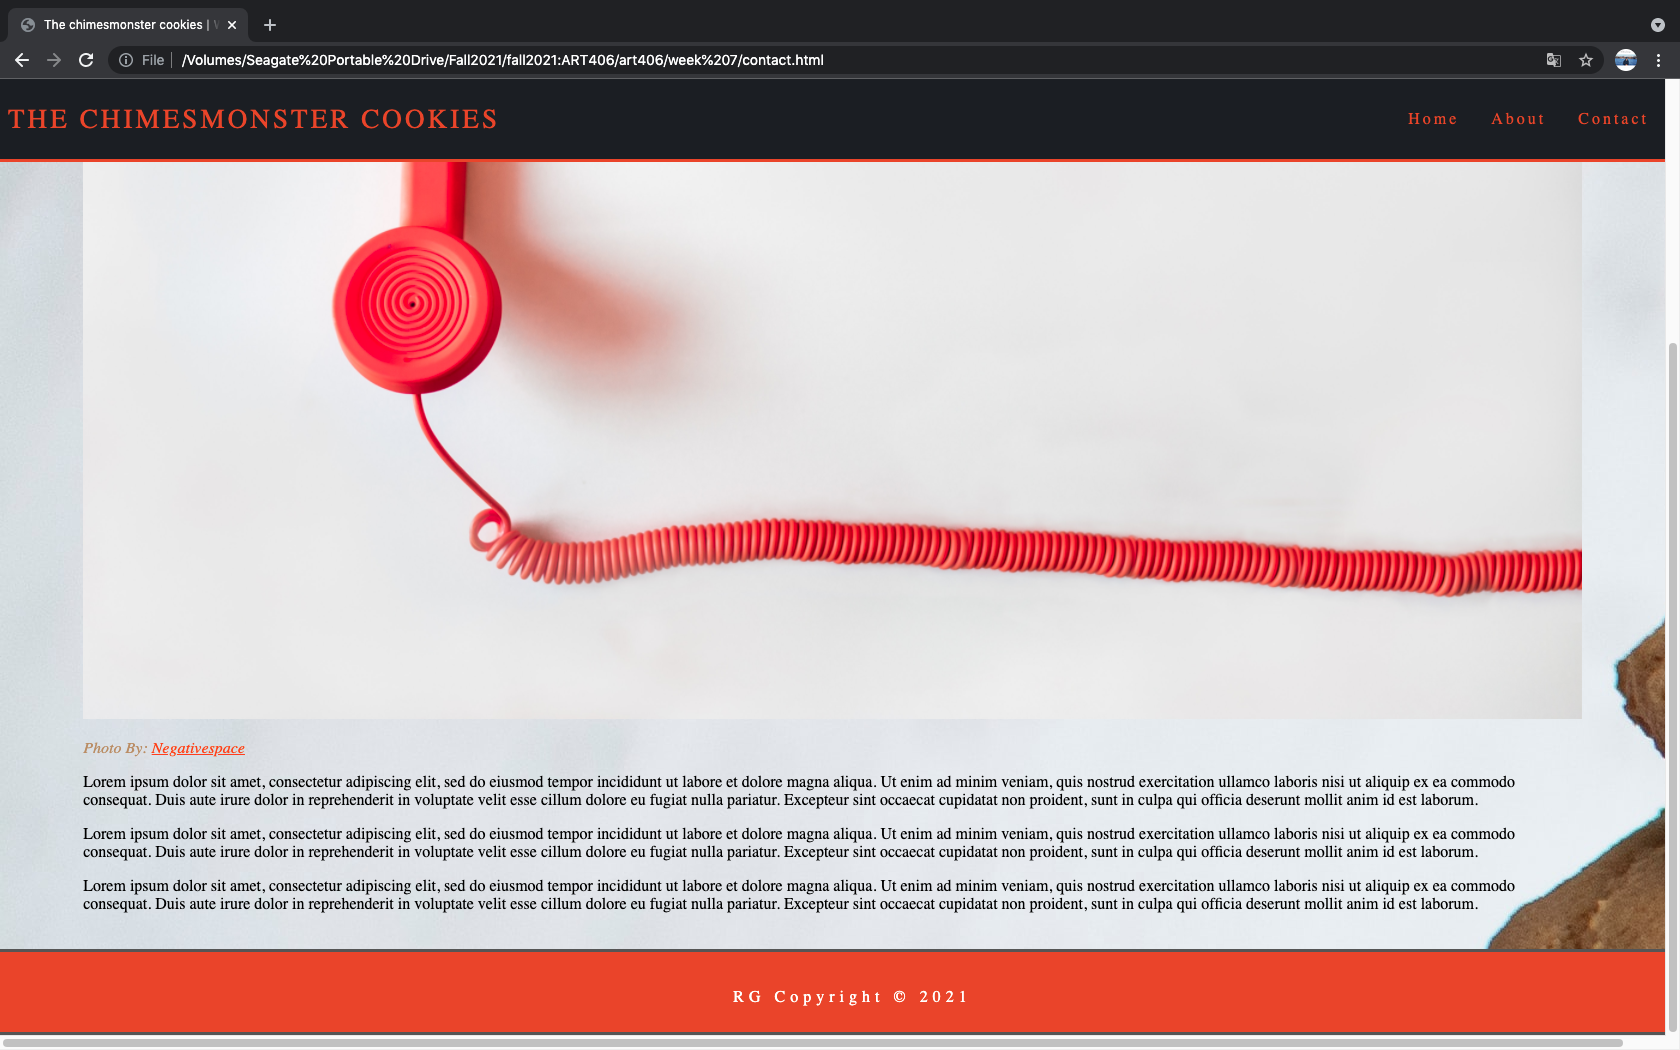 The chimesmonster cookies |
File
/Volumes/Seagate%20Portable%20Drive/Fall2021/fall2021:ART406/art406/week%207/contact.html
THE CHIMESMONSTER COOKIES
Home About Contact
Photo By: Negativespace
Lorem ipsum dolor sit amet, consectetur adipiscing elit, sed do eiusmod tempor incididunt ut labore et dolore magna aliqua. Ut enim ad minim veniam, quis nostrud exercitation ullamco laboris nisi ut aliquip ex ea commodo
consequat. Duis aute irure dolor in reprehenderit in voluptate velit esse cillum dolore eu fugiat nulla pariatur. Excepteur sint occaecat cupidatat non proident, sunt in culpa qui officia deserunt mollit anim id est laborum.
Lorem ipsum dolor sit amet, consectetur adipiscing elit, sed do eiusmod tempor incididunt ut labore et dolore magna aliqua. Ut enim ad minim veniam, quis nostrud exercitation ullamco laboris nisi ut aliquip ex ea commodo
consequat. Duis aute irure dolor in reprehenderit in voluptate velit esse cillum dolore eu fugiat nulla pariatur. Excepteur sint occaecat cupidatat non proident, sunt in culpa qui officia deserunt mollit anim id est laborum.
Lorem ipsum dolor sit amet, consectetur adipiscing elit, sed do eiusmod tempor incididunt ut labore et dolore magna aliqua. Ut enim ad minim veniam, quis nostrud exercitation ullamco laboris nisi ut aliquip ex ea commodo
consequat. Duis aute irure dolor in reprehenderit in voluptate velit esse cillum dolore eu fugiat nulla pariatur. Excepteur sint occaecat cupidatat non proident, sunt in culpa qui officia deserunt mollit anim id est laborum.
RG Copyright © 2021